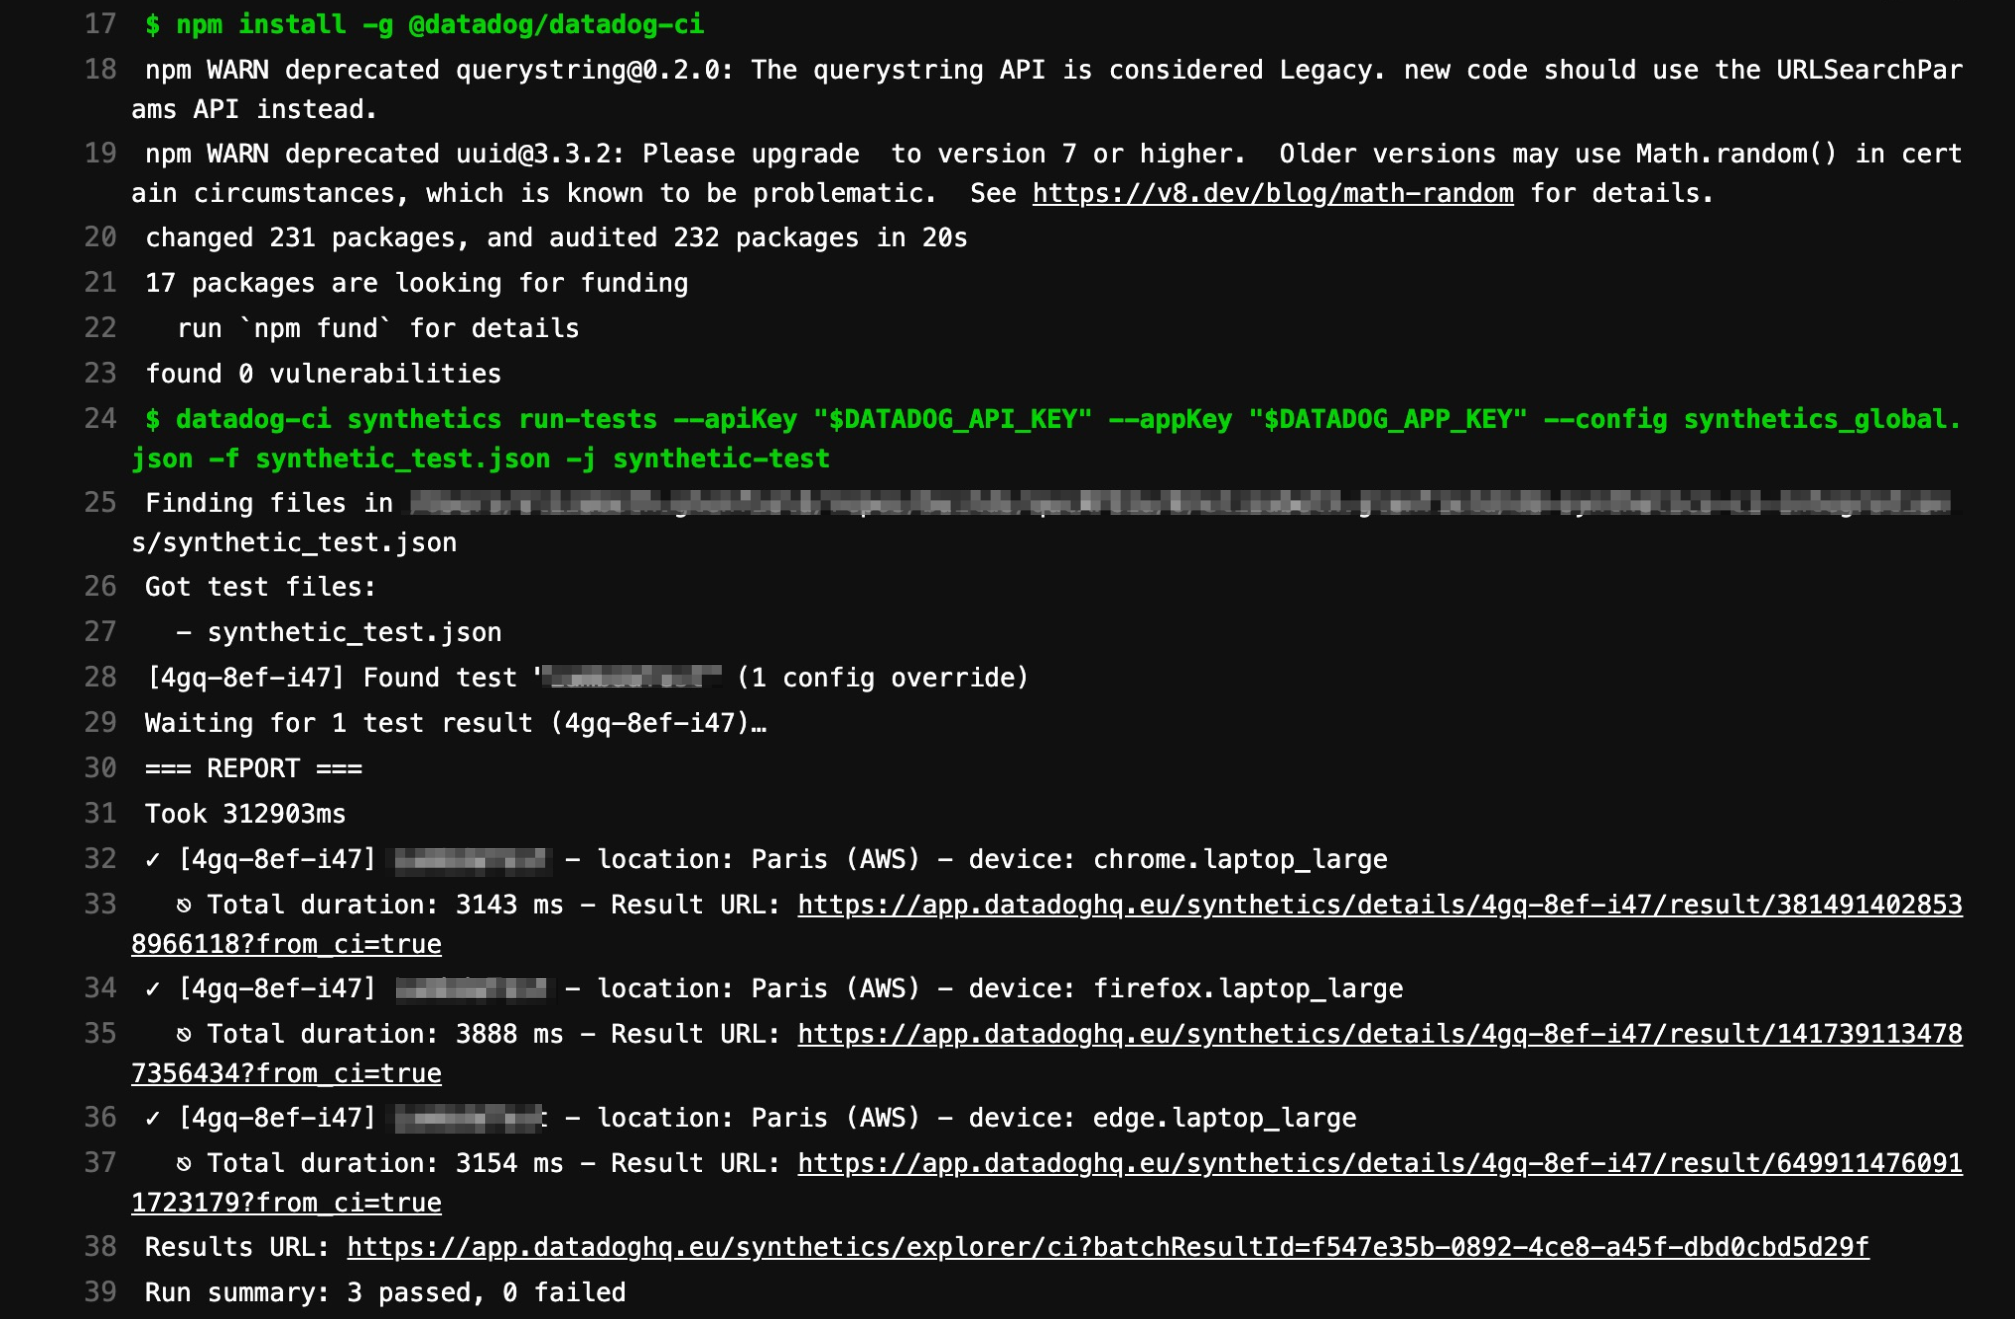 17 $ npm install -g @datadog/datadog-ci
18 npm WARN deprecated querystring@0.2.0: The querystring API is considered Legacy. new code should use the URLSearchPar
ams API instead.
19 npm WARN deprecated uuid@3.3.2: Please upgrade  to version 7 or higher.  Older versions may use Math.random() in cert
ain circumstances, which is known to be problematic.  See https://v8.dev/blog/math-random for details.
20 changed 231 packages, and audited 232 packages in 20s
21 17 packages are looking for funding
22   run `npm fund` for details
23 found 0 vulnerabilities
24 $ datadog-ci synthetics run-tests --apiKey "$DATADOG_API_KEY" --appKey "$DATADOG_APP_KEY" --config synthetics_global.
json -f synthetic_test.json -j synthetic-test
25 Finding files in
s/synthetic_test.json
26 Got test files:
27   - synthetic_test.json
28 [4gq-8ef-i47] Found test " (1 config override)
29 Waiting for 1 test result (4gq-8ef-i47)…
30 === REPORT ===
31 Took 312903ms
32 ✓ [4gq-8ef-i47] - location: Paris (AWS) - device: chrome.laptop_large
33   ⎋ Total duration: 3143 ms - Result URL: https://app.datadoghq.eu/synthetics/details/4gq-8ef-i47/result/381491402853
8966118?from_ci=true
34 ✓ [4gq-8ef-i47] - location: Paris (AWS) - device: firefox.laptop_large
35   ⎋ Total duration: 3888 ms - Result URL: https://app.datadoghq.eu/synthetics/details/4gq-8ef-i47/result/141739113478
7356434?from_ci=true
36 ✓ [4gq-8ef-i47] - location: Paris (AWS) - device: edge.laptop_large
37   ⎋ Total duration: 3154 ms - Result URL: https://app.datadoghq.eu/synthetics/details/4gq-8ef-i47/result/649911476091
1723179?from_ci=true
38 Results URL: https://app.datadoghq.eu/synthetics/explorer/ci?batchResultId=f547e35b-0892-4ce8-a45f-dbd0cbd5d29f
39 Run summary: 3 passed, 0 failed